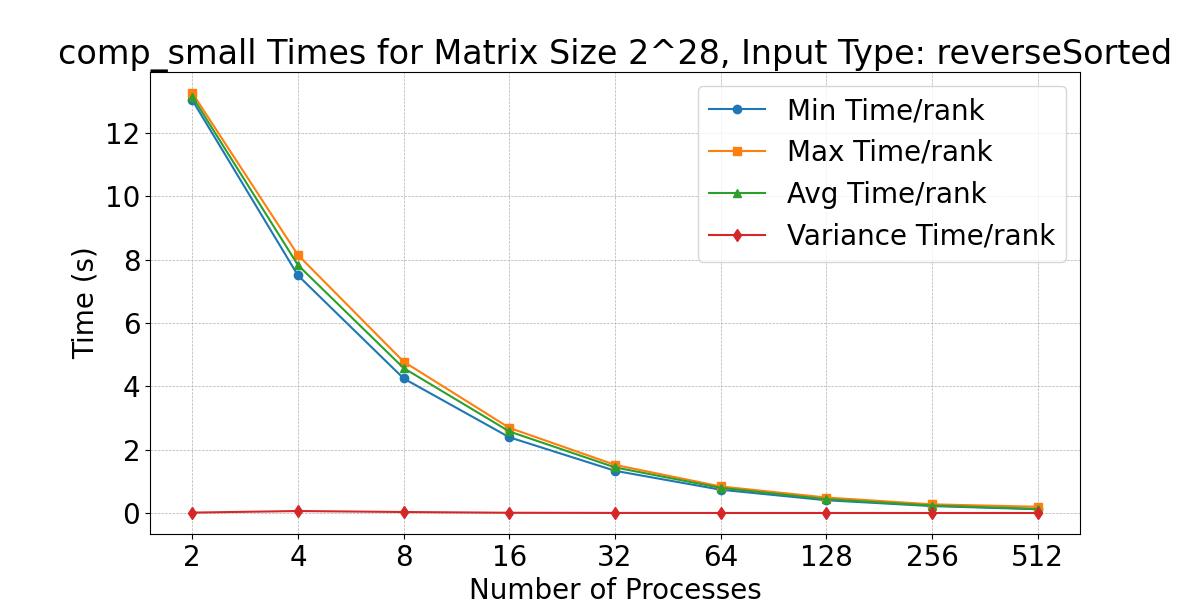 comp_small Times for Matrix Size 2^28, Input Type: reverseSorted
Min Time/rank
Max Time/rank
Avg Time/rank
Variance Time/rank
Time (s)
12
10
8
6
4
2
0
2 4 8 16 32 64 128 256 512
Number of Processes